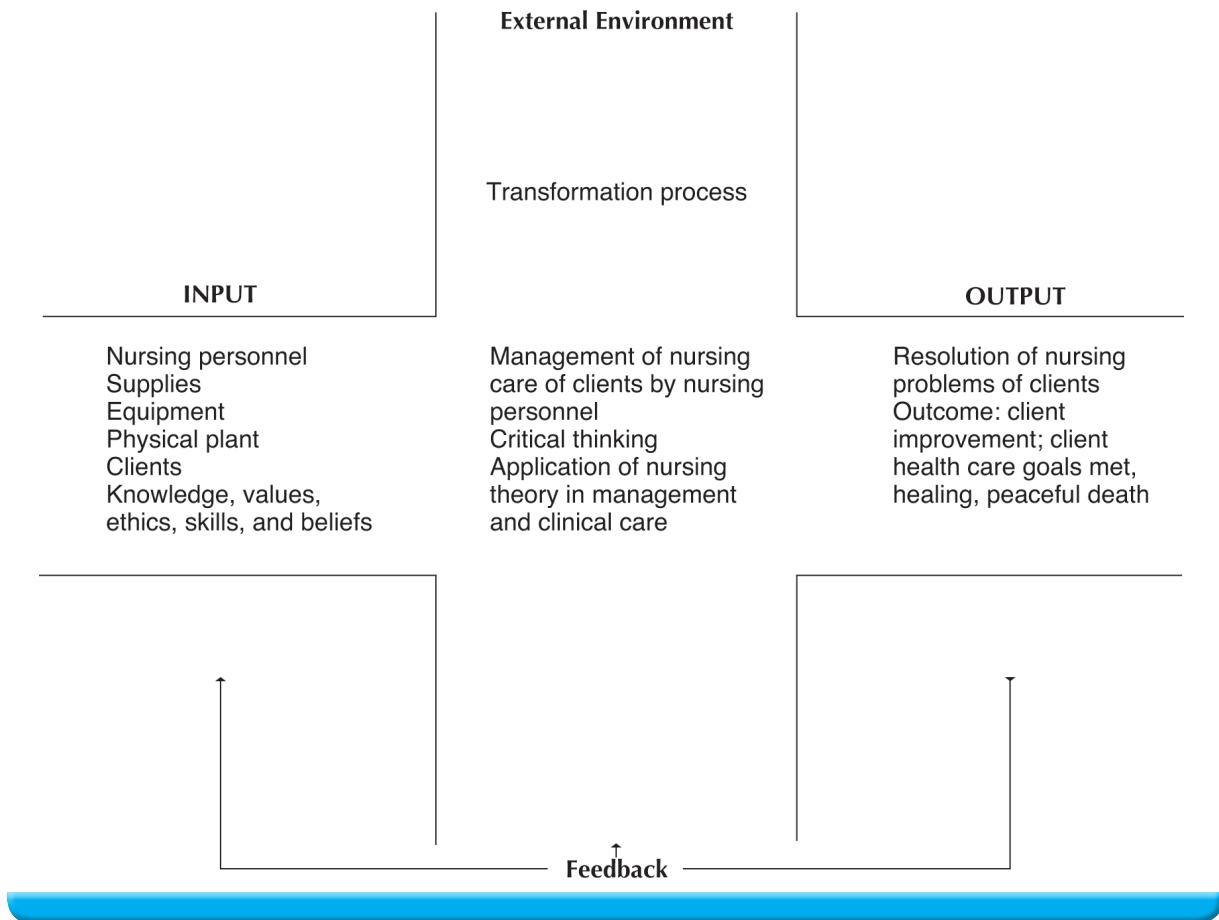 External Environment
Transformation process
INPUT
Nursing personnel
Supplies
Equipment
Physical plant
Clients
Knowledge, values,
ethics, skills, and beliefs
Management of nursing
care of clients by nursing
personnel
Critical thinking
Application of nursing
theory in management
and clinical care
OUTPUT
Resolution of nursing
problems of clients
Outcome: client
improvement; client
health care goals met,
healing, peaceful death
Feedback